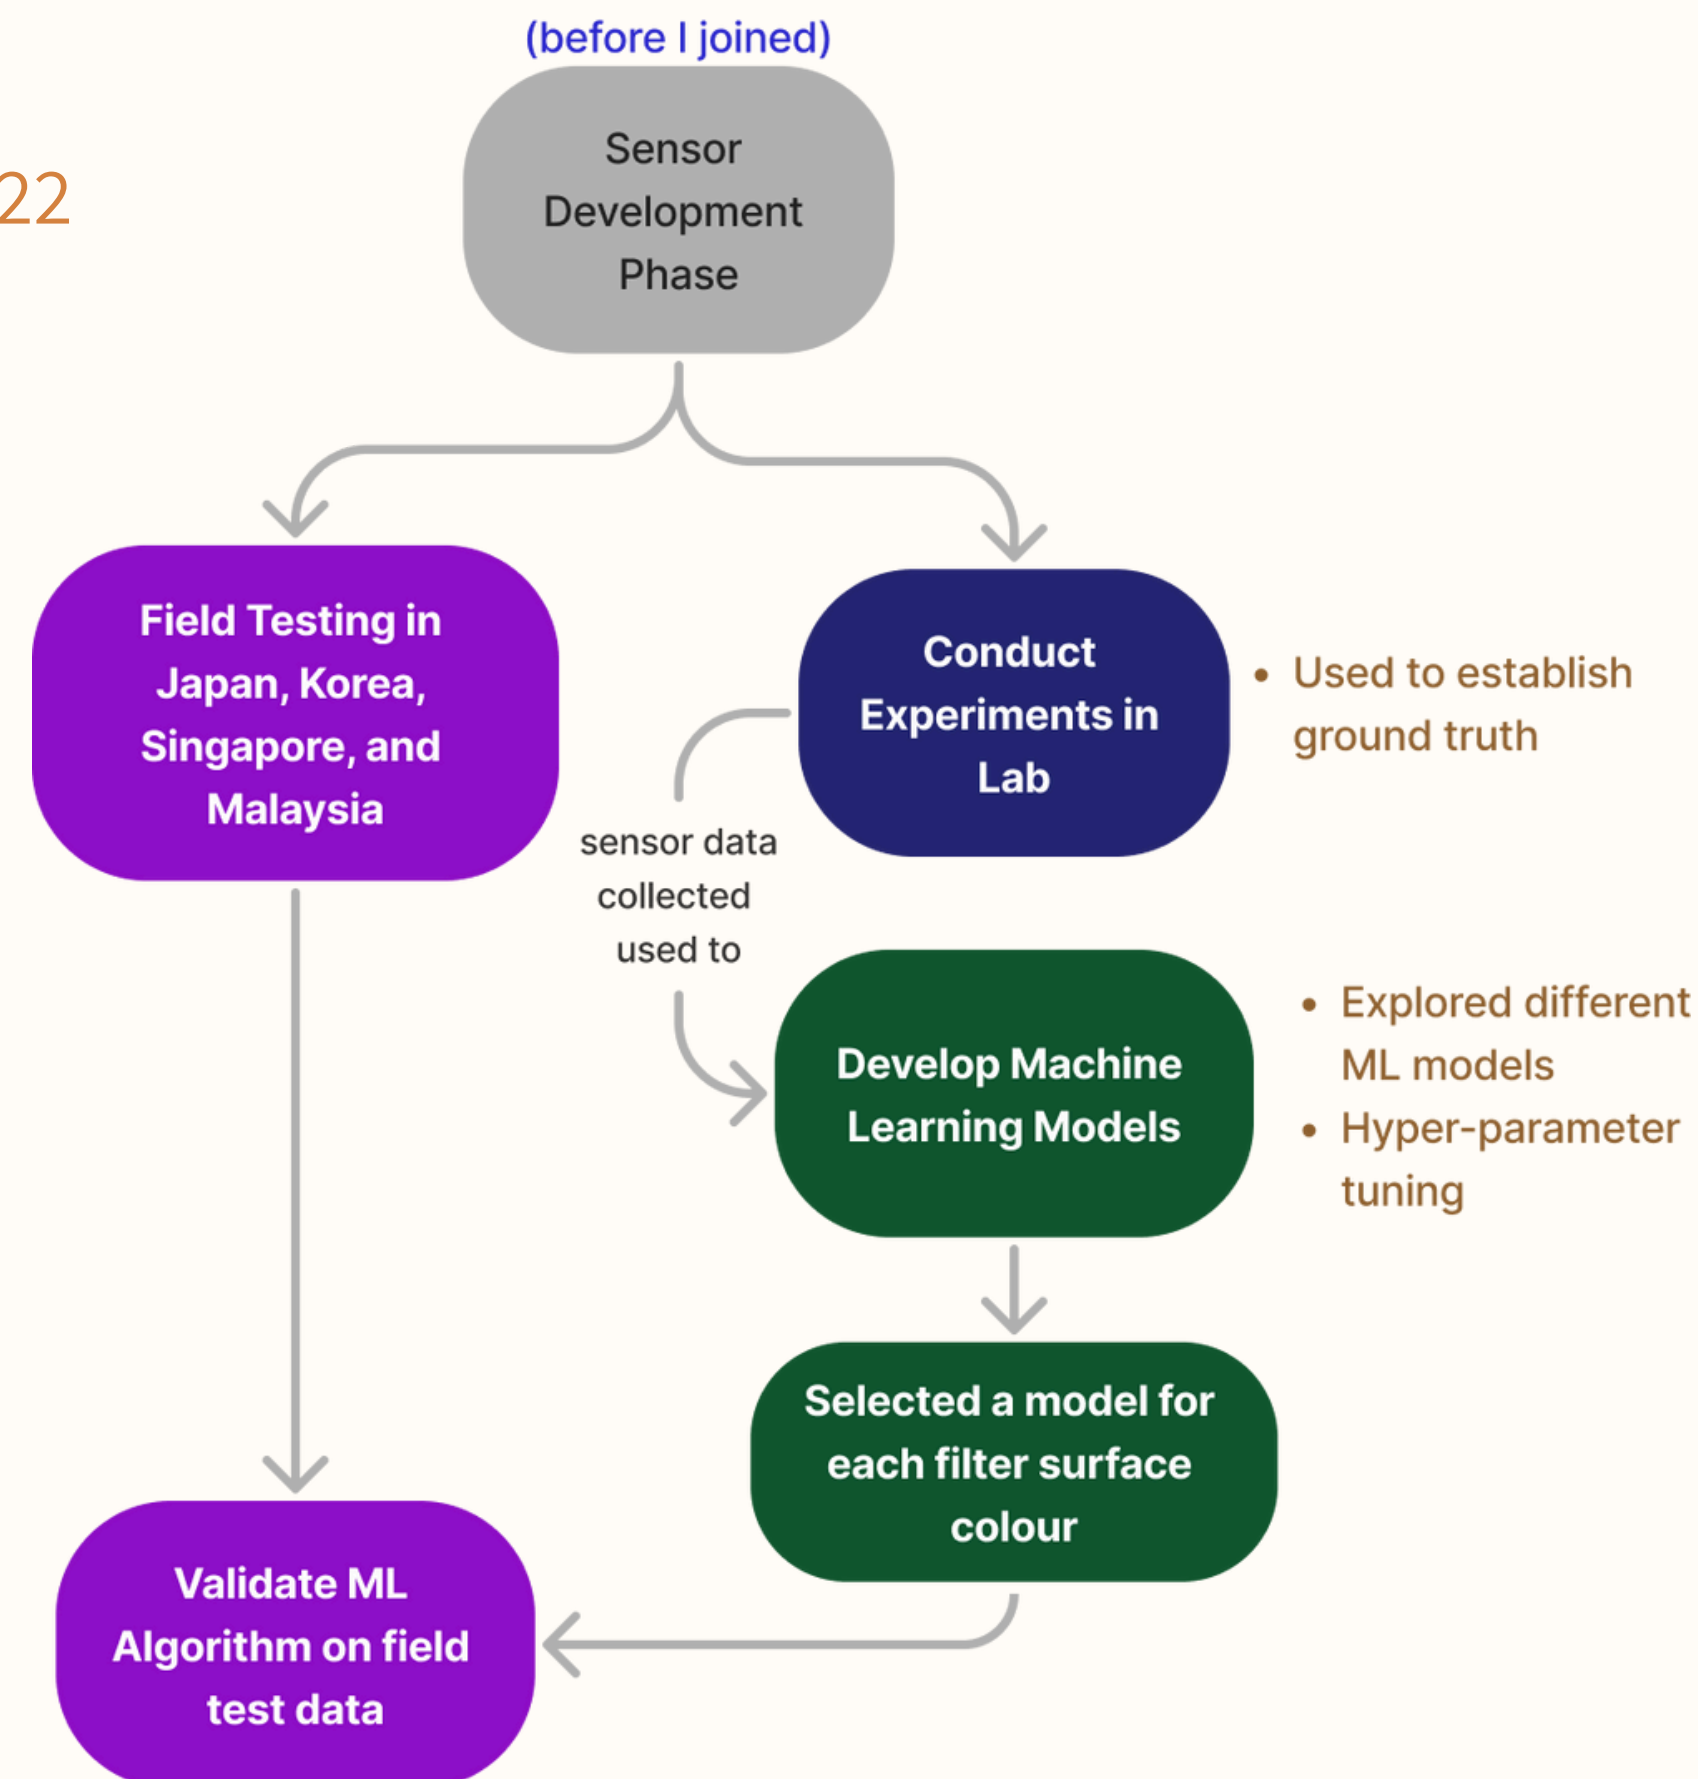 (before I joined)
Sensor
Development
Phase
22
Field Testing in
Japan, Korea,
Singapore, and
Malaysia
Conduct
Experiments in
Lab
• Used to establish
ground truth
sensor data
collected
used to
Develop Machine
Learning Models
• Explored different
ML models
• Hyper-parameter
tuning
Selected a model for
each filter surface
colour
Validate ML
Algorithm on field
test data